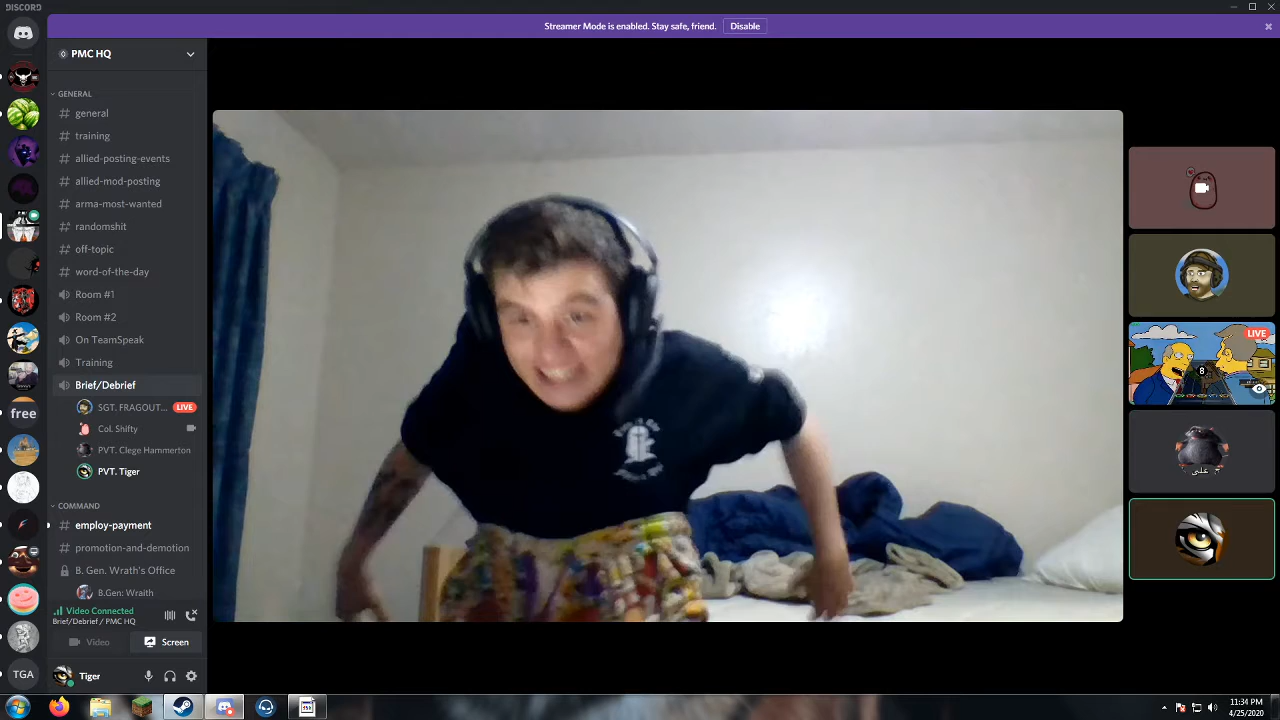 DISCORD
Streamer Mode is enabled. Stay safe, friend.
Disable
PMC HQ
GENERAL
general
training
allied-posting-events
allied-mod-posting
arma-most-wanted
randomshit
off-topic
word-of-the-day
Room #1
Room #2
On TeamSpeak
Training
Brief/Debrief
SGT. FRAGOUT... LIVE
Col. Shifty
PVT. Clege Hammerton
PVT. Tiger
COMMAND
employ-payment
promotion-and-demotion
B. Gen. Wrath's Office
B.Gen: Wraith
Video Connected
Brief/Debrief / PMC HQ
Video
Screen
Tiger
free
TGA
LIVE
8
11:34 PM
4/25/2020